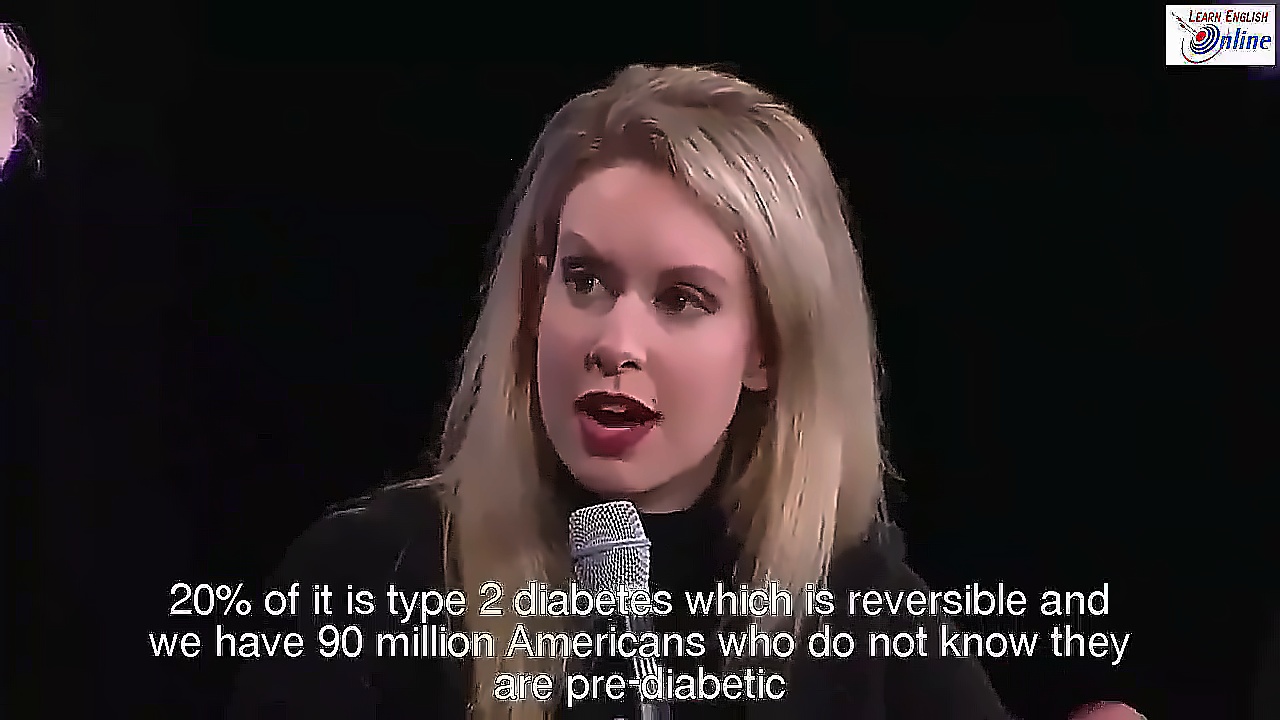 LEARN ENGLISH
Online
20% of it is type 2 diabetes which is reversible and
we have 90 million Americans who do not know they
are pre-diabetic